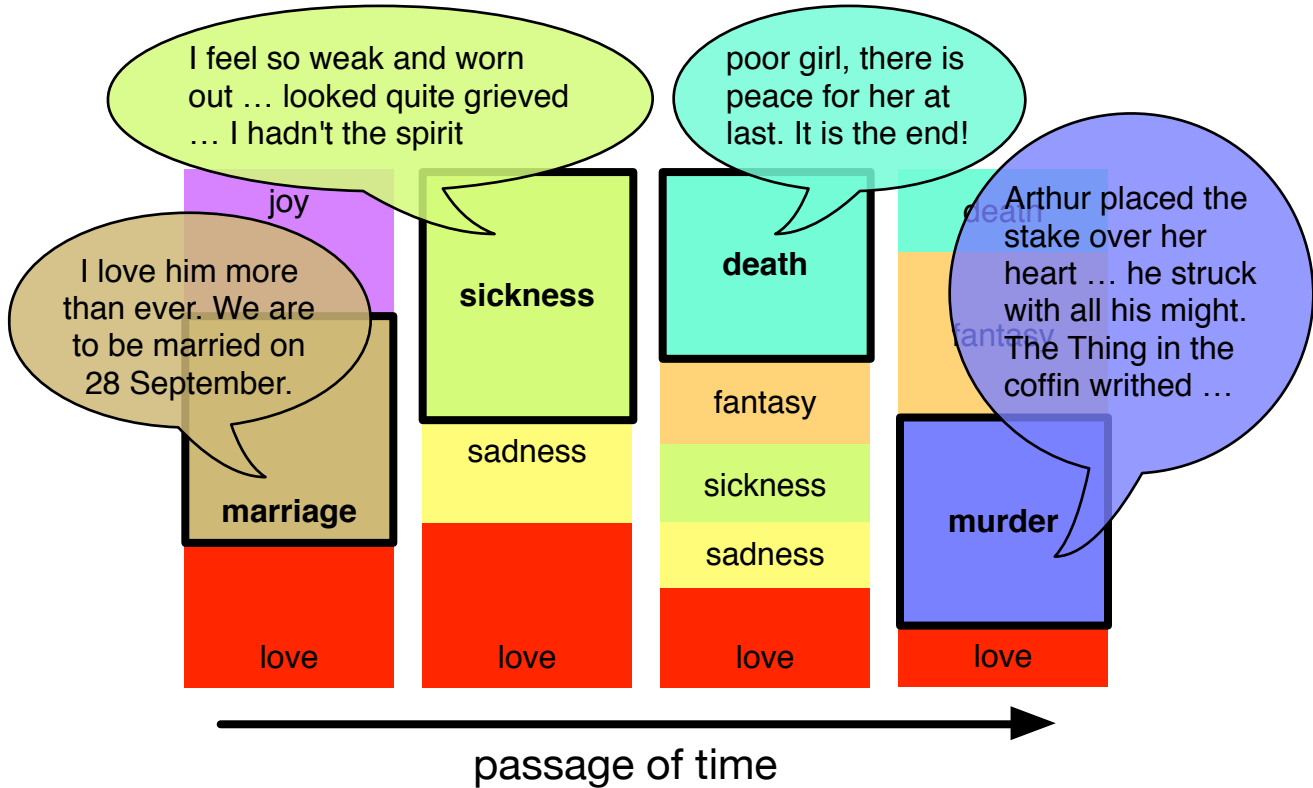 I feel so weak and worn
out … looked quite grieved
… I hadn't the spirit
poor girl, there is
peace for her at
last. It is the end!
joy
I love him more
than ever. We are
to be married on
28 September.
marriage
love
sickness
sadness
love
death
fantasy
sickness
sadness
love
death
fantasy
Arthur placed the
stake over her
heart … he struck
with all his might.
The Thing in the
coffin writhed …
murder
love
passage of time